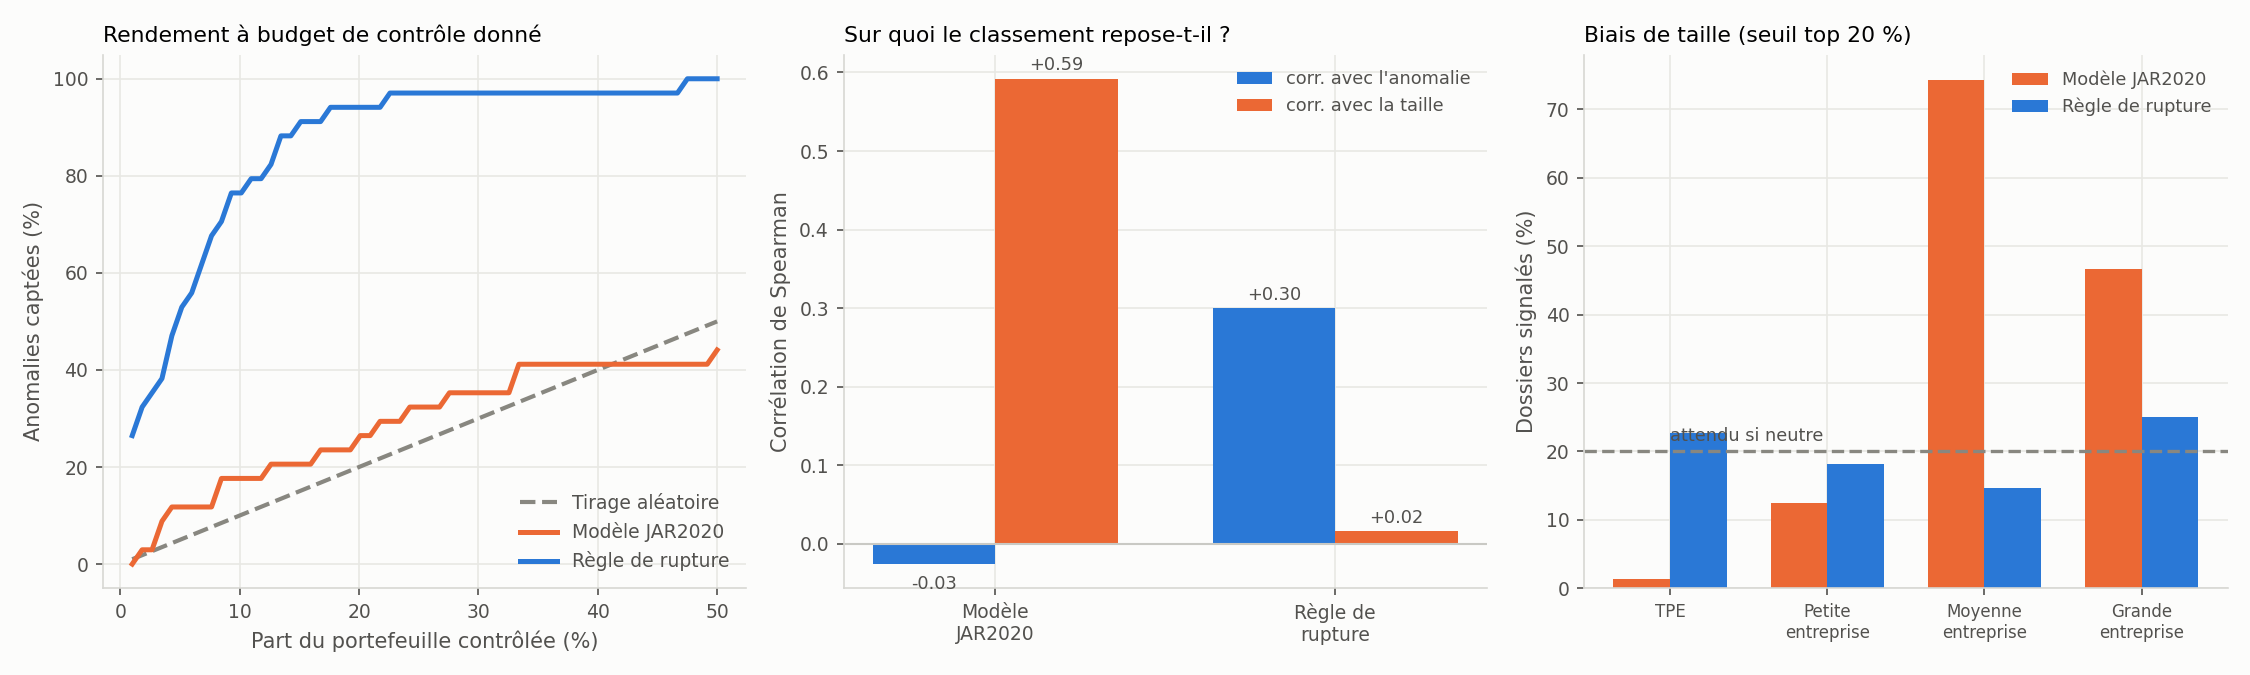 Rendement à budget de contrôle donné
Anomalies captées (%)
100
80
60
40
20
0
0 10 20 30 40 50
Part du portefeuille contrôlée (%)
Tirage aléatoire
Modèle JAR2020
Règle de rupture
Sur quoi le classement repose-t-il ?
Corrélation de Spearman
0.6
0.5
0.4
0.3
0.2
0.1
0.0
+0.59
-0.03
+0.30
+0.02
corr. avec l'anomalie
corr. avec la taille
Modèle
JAR2020
Règle de
rupture
Biais de taille (seuil top 20 %)
Dossiers signalés (%)
70
60
50
40
30
20
10
0
Modèle JAR2020
Règle de rupture
attendu si neutre
TPE
Petite
entreprise
Moyenne
entreprise
Grande
entreprise